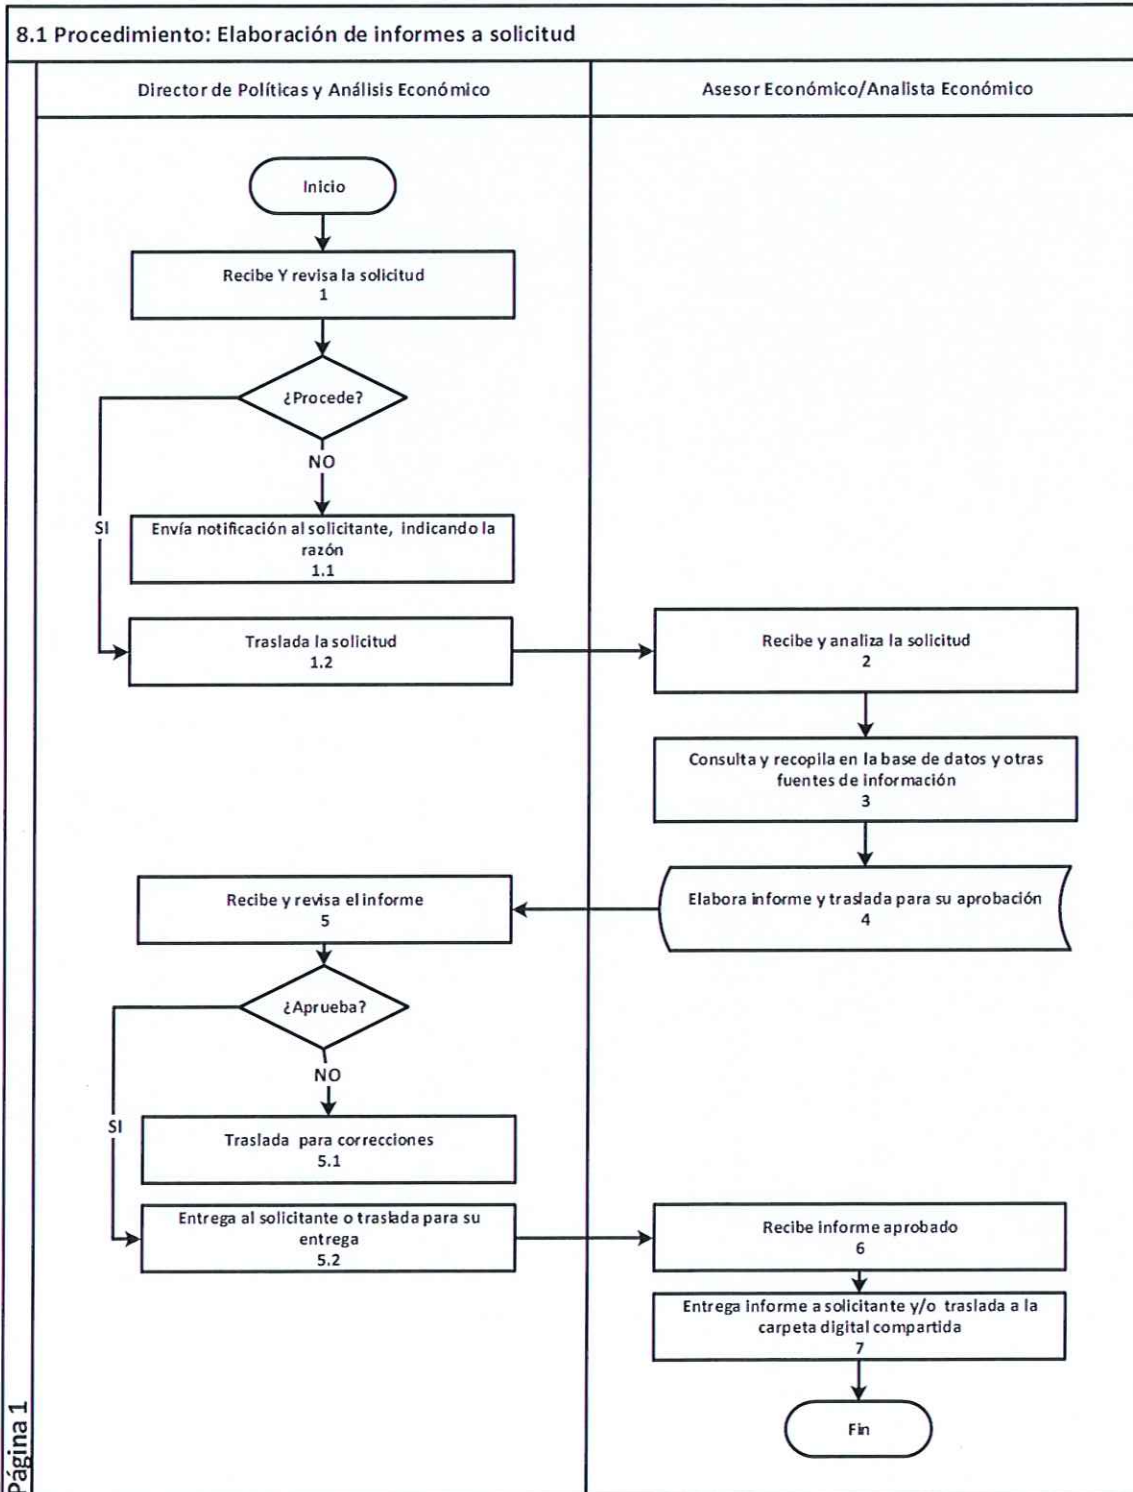 8.1 Procedimiento: Elaboración de informes a solicitud
Director de Políticas y Análisis Económico
Asesor Económico/Analista Económico
Inicio
Recibe Y revisa la solicitud
1
¿Procede?
NO
SI
Envía notificación al solicitante, indicando la
razón
1.1
Traslada la solicitud
1.2
Recibe y analiza la solicitud
2
Consulta y recopila en la base de datos y otras
fuentes de información
3
Elabora informe y traslada para su aprobación
4
Recibe y revisa el informe
5
¿Aprueba?
NO
SI
Traslada para correcciones
5.1
Entrega al solicitante o traslada para su
entrega
5.2
Recibe informe aprobado
6
Entrega informe a solicitante y/o traslada a la
carpeta digital compartida
7
Fin
Página 1